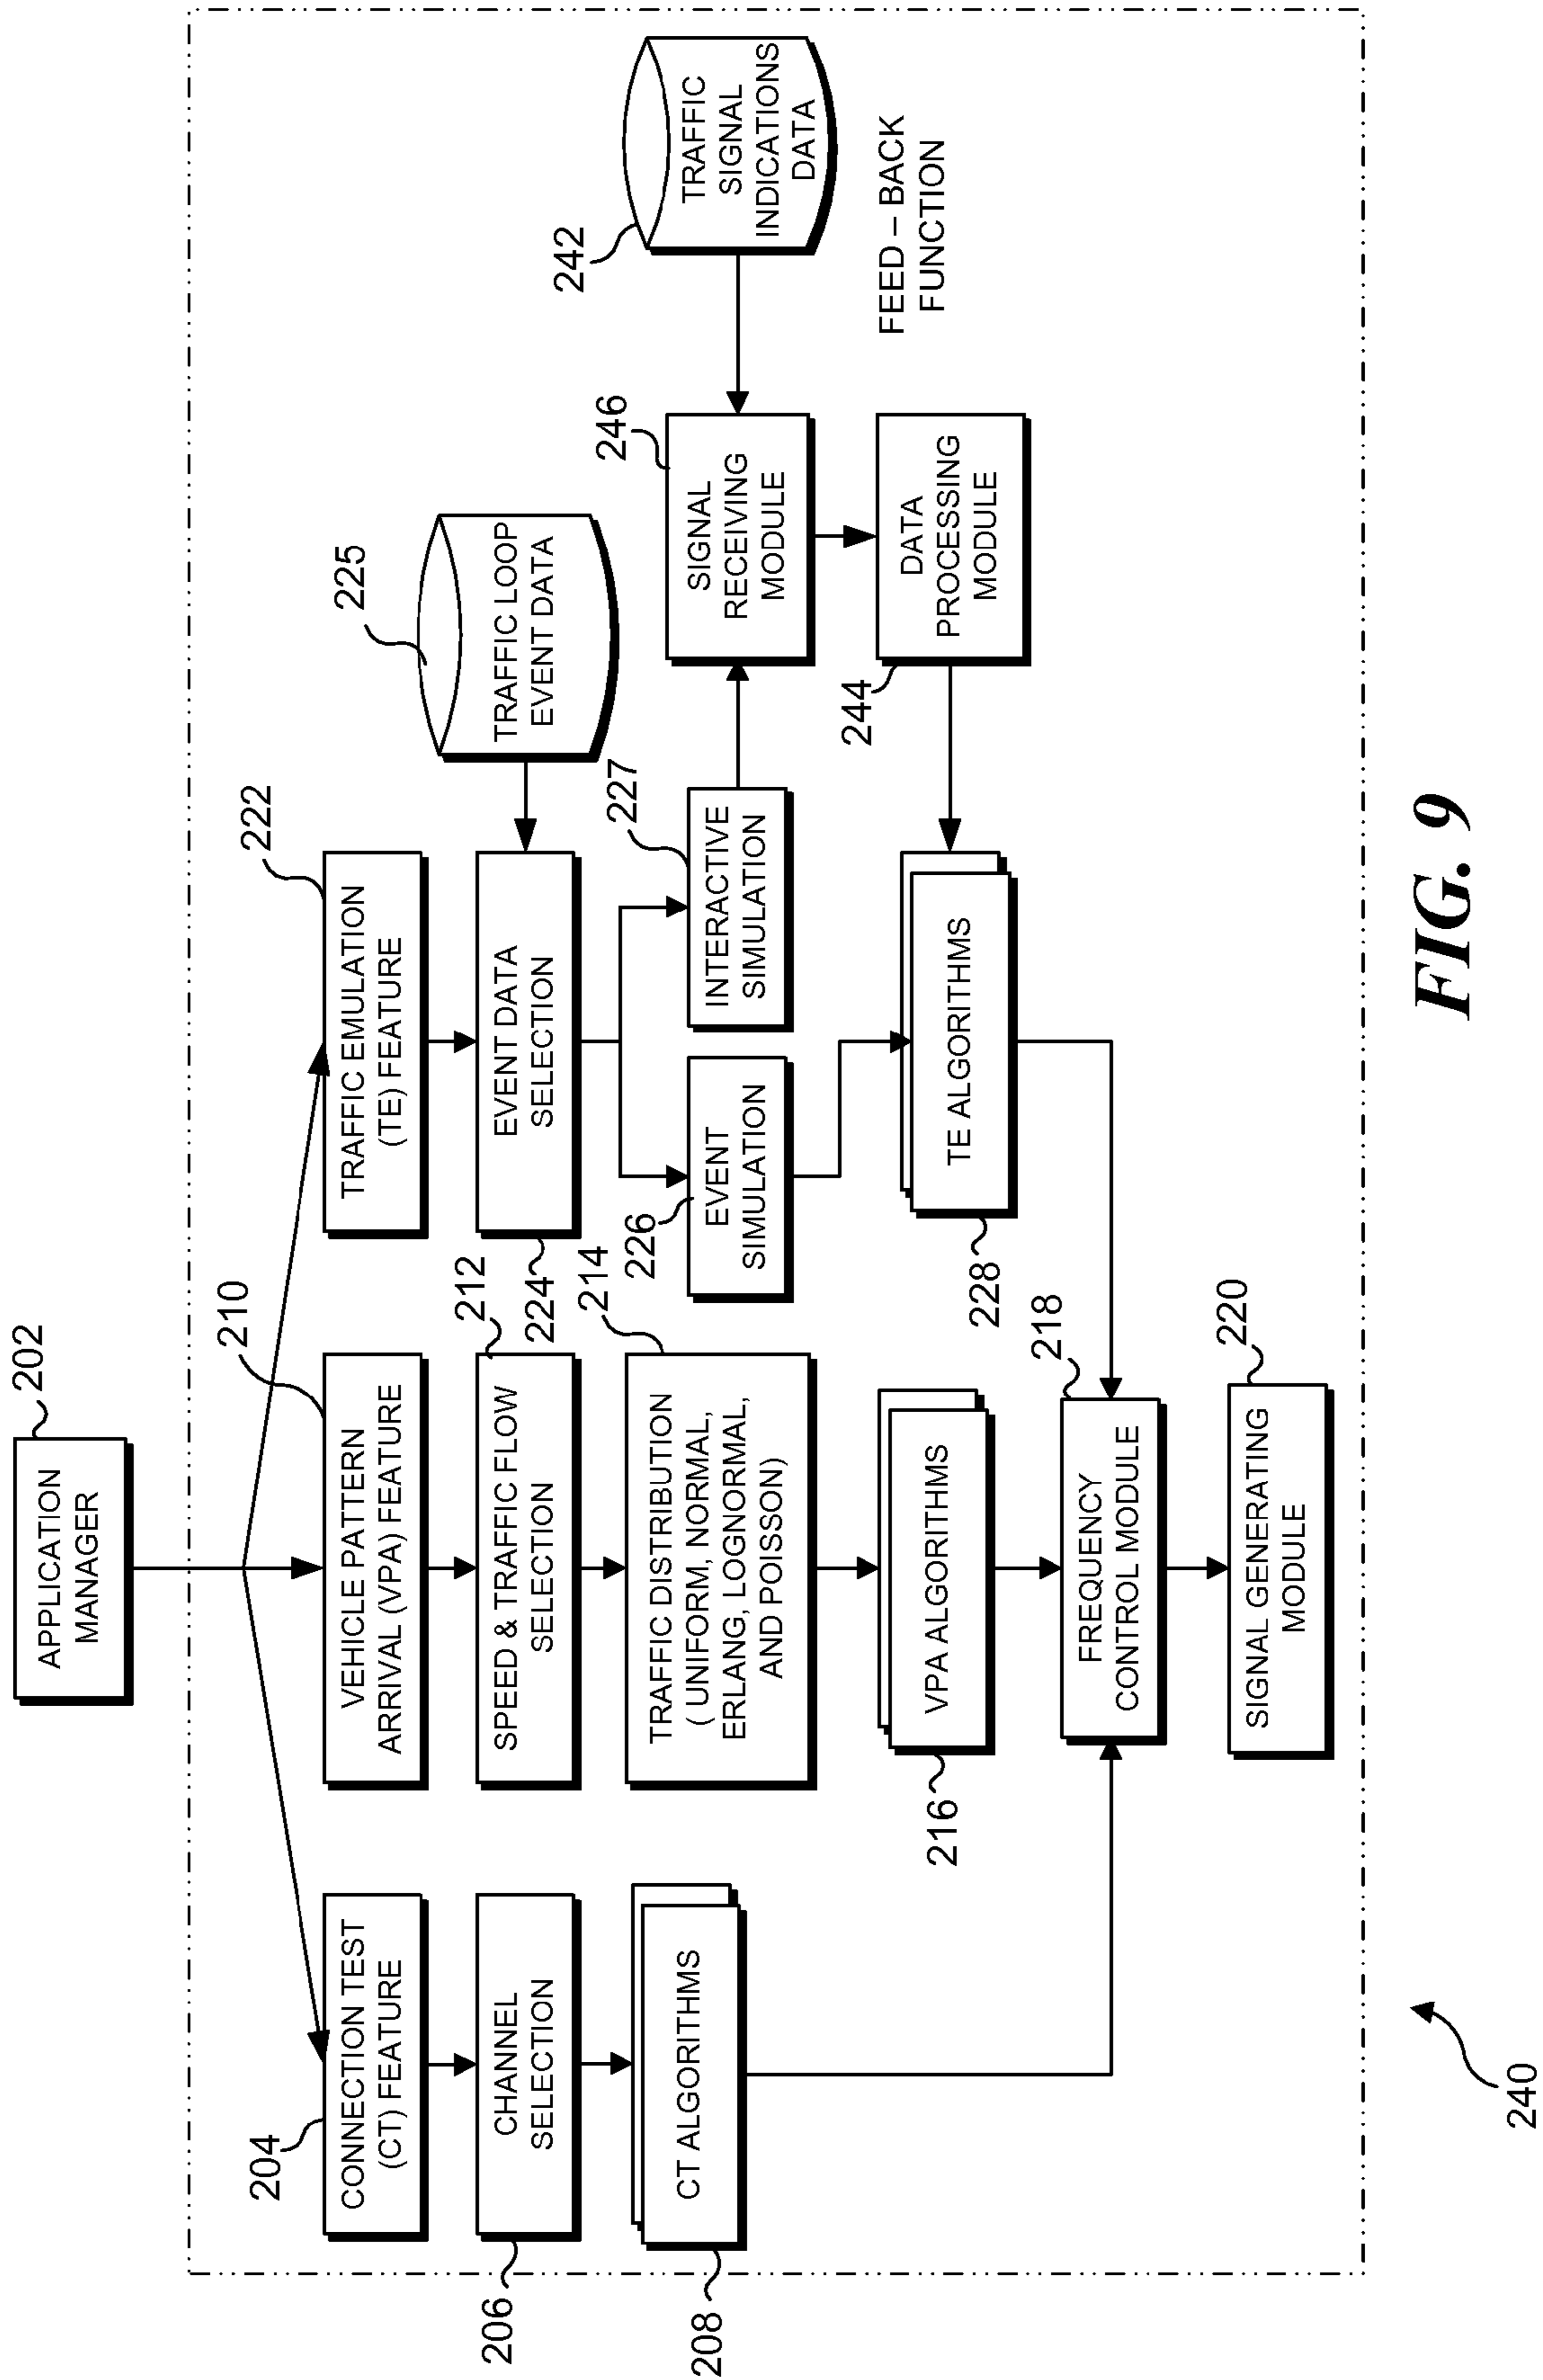 202
APPLICATION
MANAGER
210
222
204
CONNECTION TEST
(CT) FEATURE
VEHICLE PATTERN
ARRIVAL (VPA) FEATURE
TRAFFIC EMULATION
(TE) FEATURE
225
TRAFFIC LOOP
EVENT DATA
206
CHANNEL
SELECTION
212
SPEED & TRAFFIC FLOW
SELECTION
224
EVENT DATA
SELECTION
208
CT ALGORITHMS
214
TRAFFIC DISTRIBUTION
( UNIFORM, NORMAL,
ERLANG, LOGNORMAL,
AND POISSON)
226
EVENT
SIMULATION
227
INTERACTIVE
SIMULATION
246
SIGNAL
RECEIVING
MODULE
242
TRAFFIC
SIGNAL
INDICATIONS
DATA
216
VPA ALGORITHMS
228
TE ALGORITHMS
244
DATA
PROCESSING
MODULE
FEED – BACK
FUNCTION
218
FREQUENCY
CONTROL MODULE
220
SIGNAL GENERATING
MODULE
240
FIG. 9